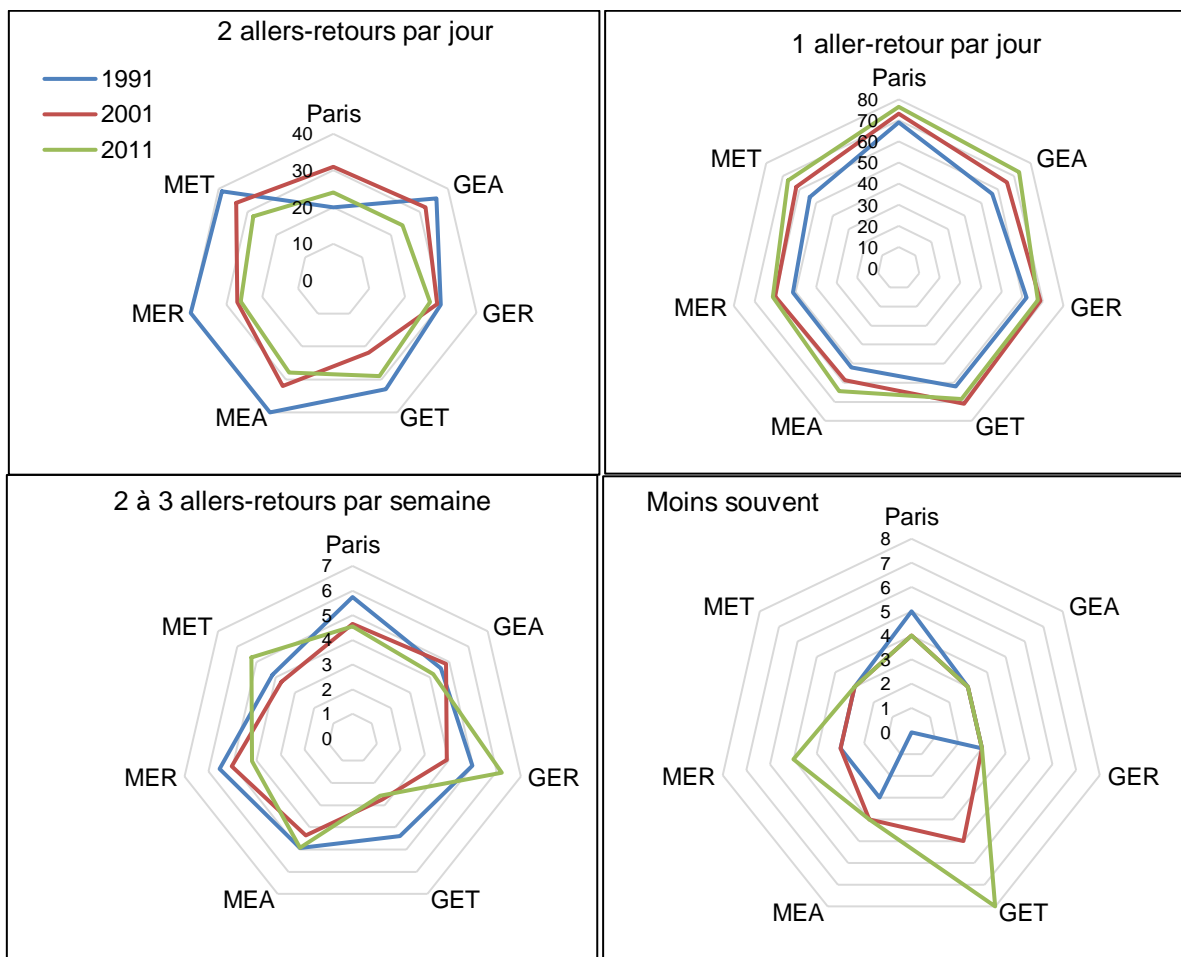 2 allers-retours par jour
1991
2001
2011
Paris
40
30
20
10
0
GEA
GER
GET
MEA
MER
MET
1 aller-retour par jour
Paris
80
70
60
50
40
30
20
10
0
GEA
GER
GET
MEA
MER
MET
2 à 3 allers-retours par semaine
Paris
7
6
5
4
3
2
1
0
GEA
GER
GET
MEA
MER
MET
Moins souvent
Paris
8
7
6
5
4
3
2
1
0
GEA
GER
GET
MEA
MER
MET